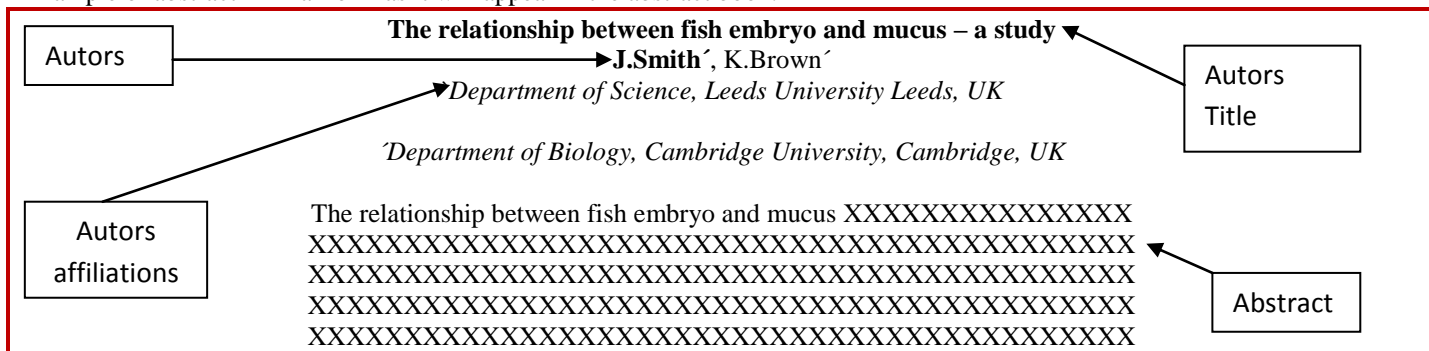 The relationship between fish embryo and mucus – a study
Autors
J.Smith´, K.Brown´
Autors
Title
´Department of Science, Leeds University Leeds, UK
´Department of Biology, Cambridge University, Cambridge, UK
Autors
affiliations
The relationship between fish embryo and mucus XXXXXXXXXXXXXXX
XXXXXXXXXXXXXXXXXXXXXXXXXXXXXXXXXXXXXXXXXXX
XXXXXXXXXXXXXXXXXXXXXXXXXXXXXXXXXXXXXXXXXXX
XXXXXXXXXXXXXXXXXXXXXXXXXXXXXXXXXXXXXXXXXXX
XXXXXXXXXXXXXXXXXXXXXXXXXXXXXXXXXXXXXXXXXXX
Abstract